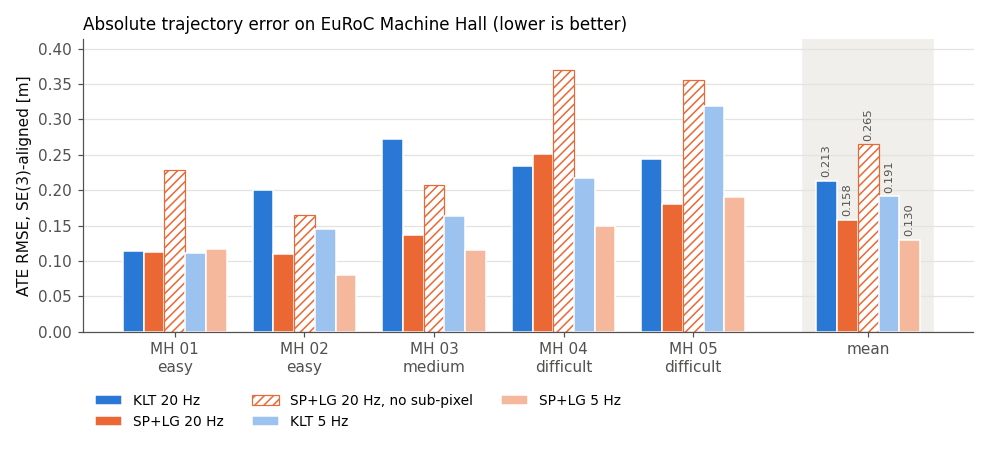 Absolute trajectory error on EuRoC Machine Hall (lower is better)
ATE RMSE, SE(3)-aligned [m]
0.40
0.35
0.30
0.25
0.20
0.15
0.10
0.05
0.00
0.213
0.158
0.265
0.191
0.130
MH 01
easy
MH 02
easy
MH 03
medium
MH 04
difficult
MH 05
difficult
mean
KLT 20 Hz
SP+LG 20 Hz
SP+LG 20 Hz, no sub-pixel
KLT 5 Hz
SP+LG 5 Hz